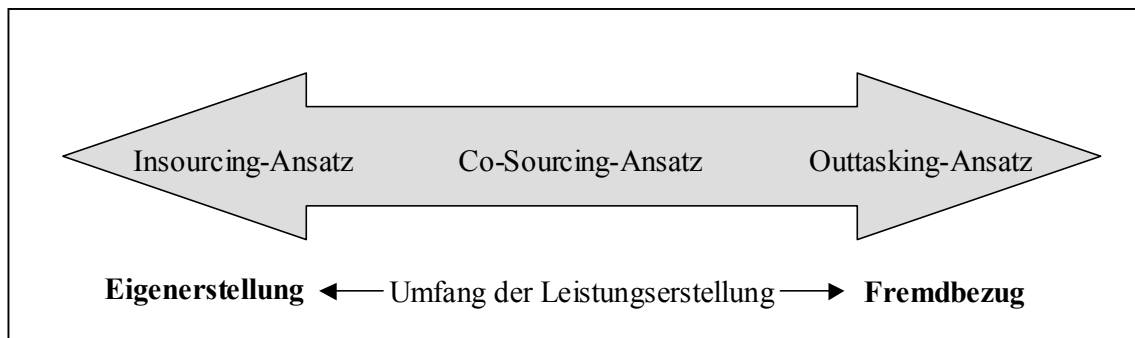 Insourcing-Ansatz Co-Sourcing-Ansatz Outtasking-Ansatz
Eigenerstellung Umfang der Leistungserstellung Fremdbezug